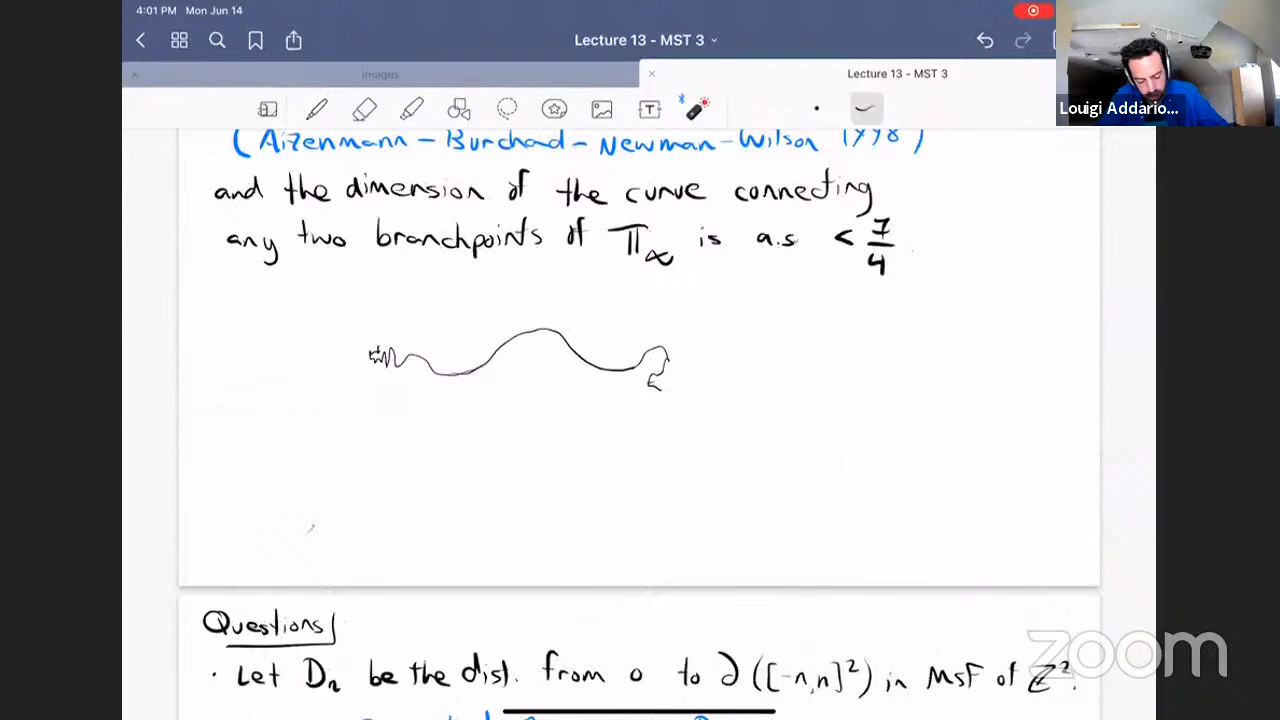 4:01 PM Mon Jun 14
Lecture 13 - MST 3
images
Lecture 13 - MST 3
Louigi Addario...
(Aizenmann - Burchad - Newman - Wilson 1998)
and the dimension of the curve connecting
any two branchpoints of Π∞ is a.s < 7/4
Questions
· Let Dn be the dist. from 0 to ∂([-n,n]²) in MSF of ℤ².
zoom